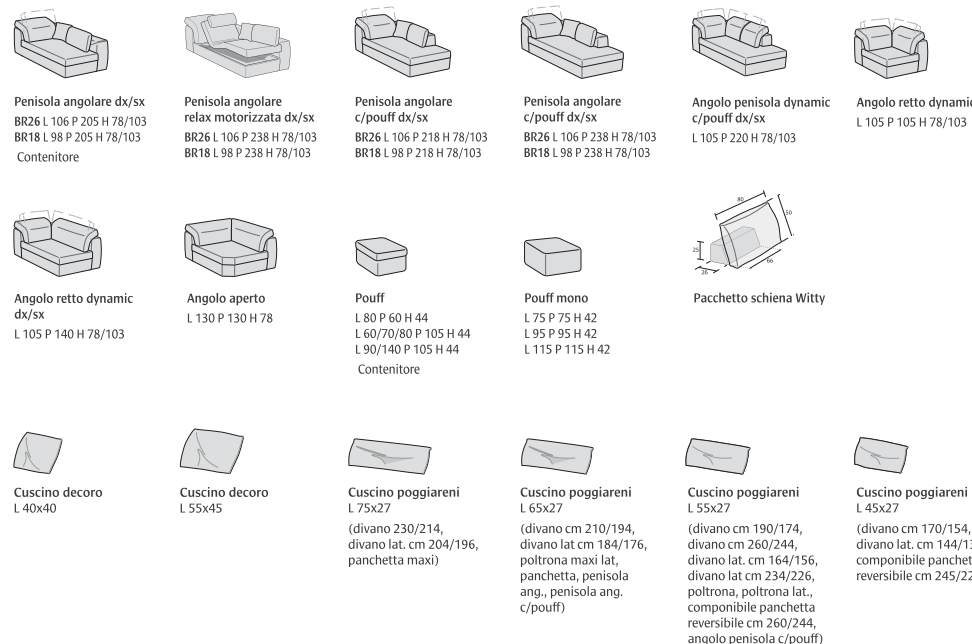 Penisola angolare dx/sx
BR26 L 106 P 205 H 78/103
BR18 L 98 P 205 H 78/103
Contenitore
Penisola angolare
relax motorizzata dx/sx
BR26 L 106 P 238 H 78/103
BR18 L 98 P 238 H 78/103
Penisola angolare
c/pouff dx/sx
BR26 L 106 P 218 H 78/103
BR18 L 98 P 218 H 78/103
Penisola angolare
c/pouff dx/sx
BR26 L 106 P 238 H 78/103
BR18 L 98 P 238 H 78/103
Angolo penisola dynamic
c/pouff dx/sx
L 105 P 220 H 78/103
Angolo retto dynamic
L 105 P 105 H 78/103
Angolo retto dynamic
dx/sx
L 105 P 140 H 78/103
Angolo aperto
L 130 P 130 H 78
Pouff
L 80 P 60 H 44
L 60/70/80 P 105 H 44
L 90/140 P 105 H 44
Contenitore
Pouff mono
L 75 P 75 H 42
L 95 P 95 H 42
L 115 P 115 H 42
80
50
25
26
66
Pacchetto schiena Witty
Cuscino decoro
L 40x40
Cuscino decoro
L 55x45
Cuscino poggiareni
L 75x27
(divano 230/214,
divano lat. cm 204/196,
panchetta maxi)
Cuscino poggiareni
L 65x27
(divano cm 210/194,
divano lat cm 184/176,
poltrona maxi lat,
panchetta, penisola
ang., penisola ang.
c/pouff)
Cuscino poggiareni
L 55x27
(divano cm 190/174,
divano cm 260/244,
divano lat. cm 164/156,
divano lat cm 234/226,
poltrona, poltrona lat.,
componibile panchetta
reversibile cm 260/244,
angolo penisola c/pouff)
Cuscino poggiareni
L 45x27
(divano cm 170/154,
divano lat. cm
componibile
reversibile cm